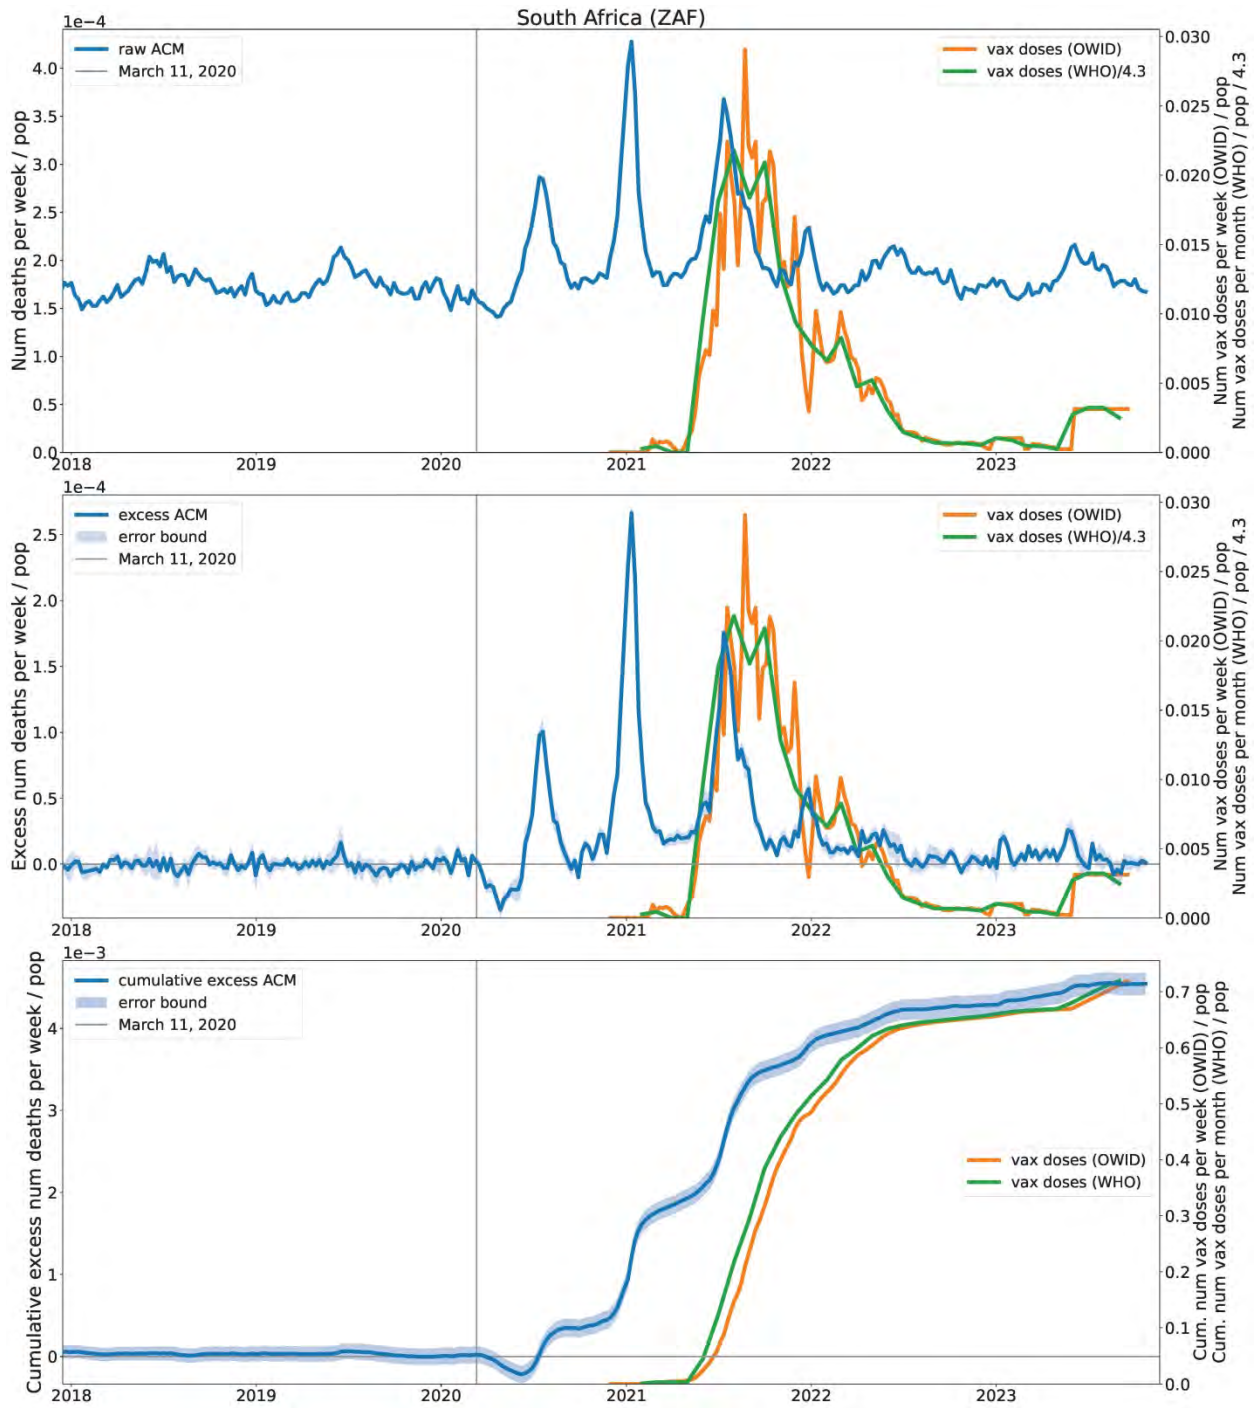 South Africa (ZAF)
1e−4
raw ACM
March 11, 2020
vax doses (OWID)
vax doses (WHO)/4.3
Num deaths per week / pop
4.0
3.5
3.0
2.5
2.0
1.5
1.0
0.5
0.0
0.030
0.025
0.020
0.015
0.010
0.005
0.000
Num vax doses per week (OWID) / pop
Num vax doses per month (WHO) / pop / 4.3
2018 2019 2020 2021 2022 2023
1e−4
excess ACM
error bound
March 11, 2020
vax doses (OWID)
vax doses (WHO)/4.3
Excess num deaths per week / pop
2.5
2.0
1.5
1.0
0.5
0.0
0.030
0.025
0.020
0.015
0.010
0.005
0.000
Num vax doses per week (OWID) / pop
Num vax doses per month (WHO) / pop / 4.3
2018 2019 2020 2021 2022 2023
1e−3
cumulative excess ACM
error bound
March 11, 2020
vax doses (OWID)
vax doses (WHO)
Cumulative excess num deaths per week / pop
4
3
2
1
0
0.7
0.6
0.5
0.4
0.3
0.2
0.1
0.0
Cum. num vax doses per week (OWID) / pop
Cum. num vax doses per month (WHO) / pop
2018 2019 2020 2021 2022 2023